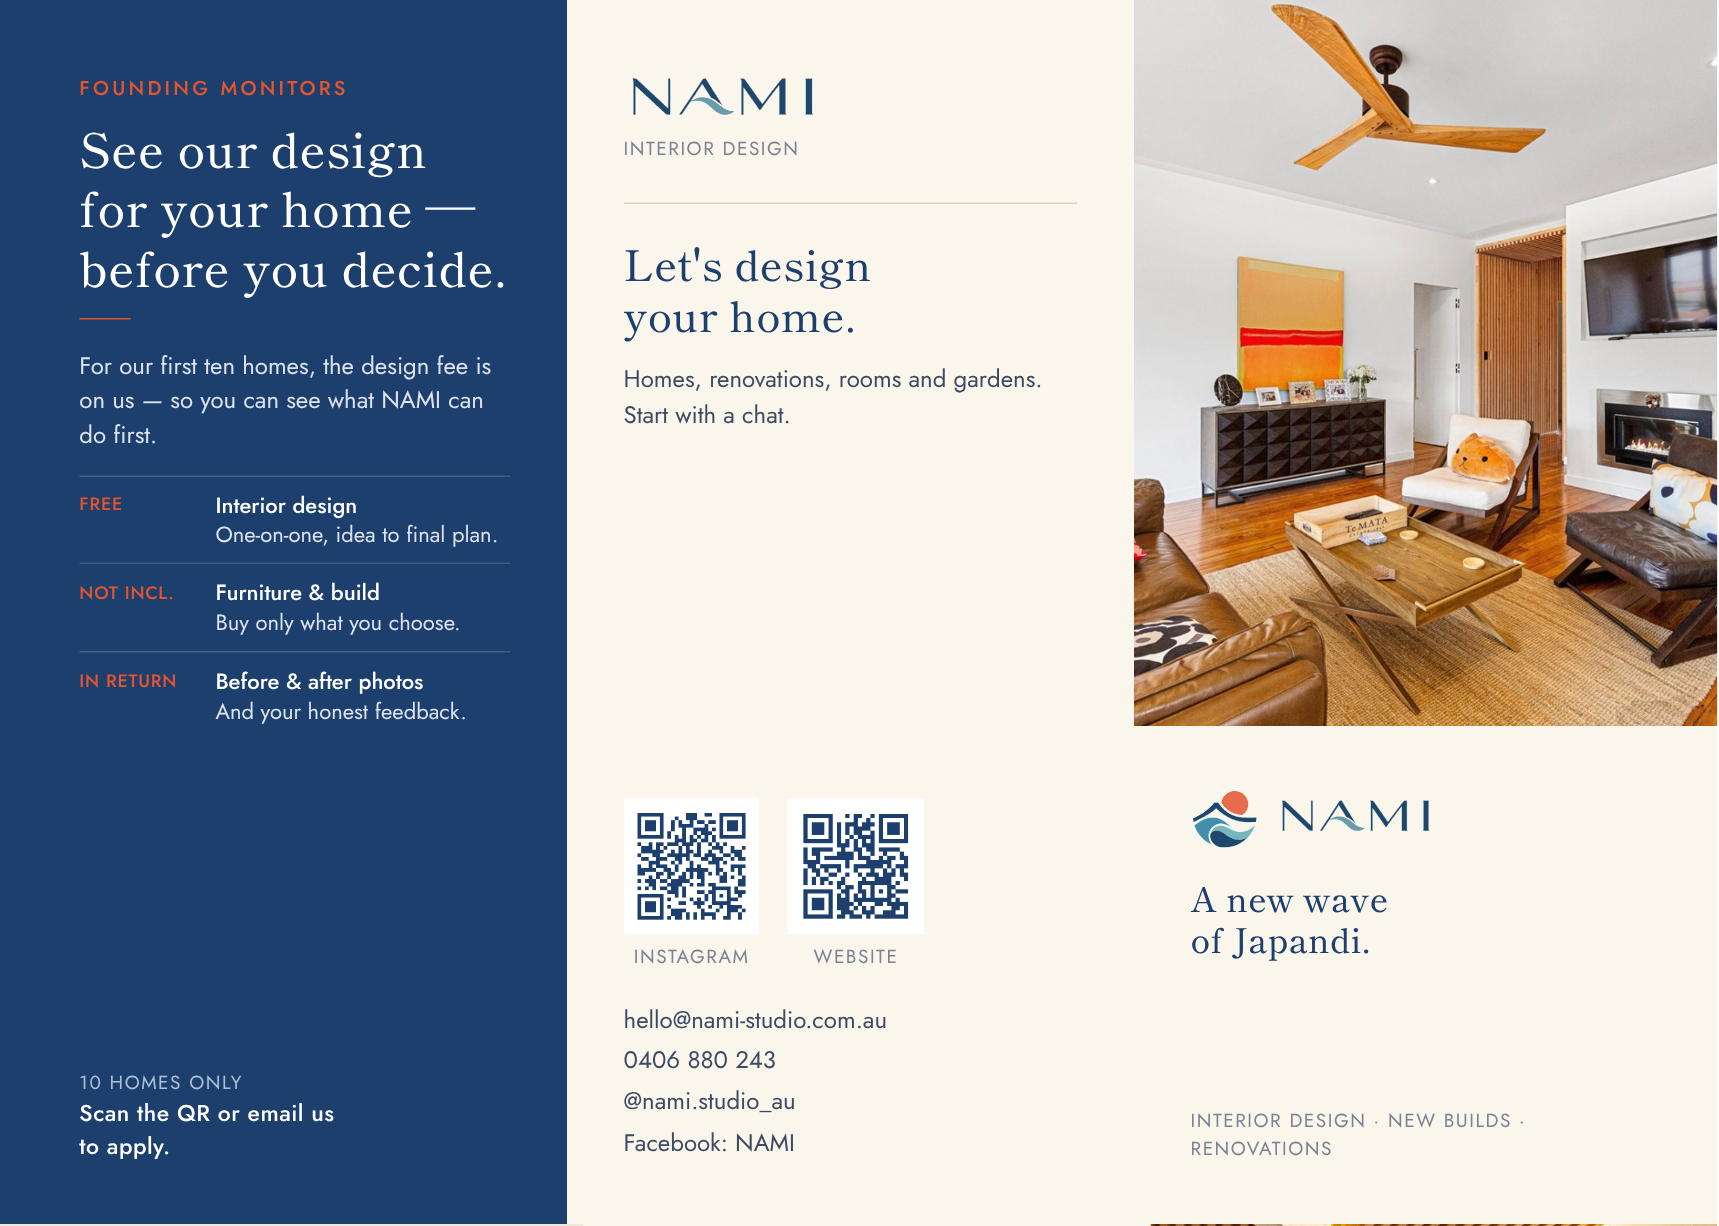 FOUNDING MONITORS
See our design
for your home —
before you decide.
For our first ten homes, the design fee is
on us — so you can see what NAMI can
do first.
FREE
Interior design
One-on-one, idea to final plan.
NOT INCL.
Furniture & build
Buy only what you choose.
IN RETURN
Before & after photos
And your honest feedback.
10 HOMES ONLY
Scan the QR or email us
to apply.
NAMI
INTERIOR DESIGN
Let's design
your home.
Homes, renovations, rooms and gardens.
Start with a chat.
INSTAGRAM
WEBSITE
hello@nami-studio.com.au
0406 880 243
@nami.studio_au
Facebook: NAMI
Te MATA
NAMI
A new wave
of Japandi.
INTERIOR DESIGN · NEW BUILDS ·
RENOVATIONS